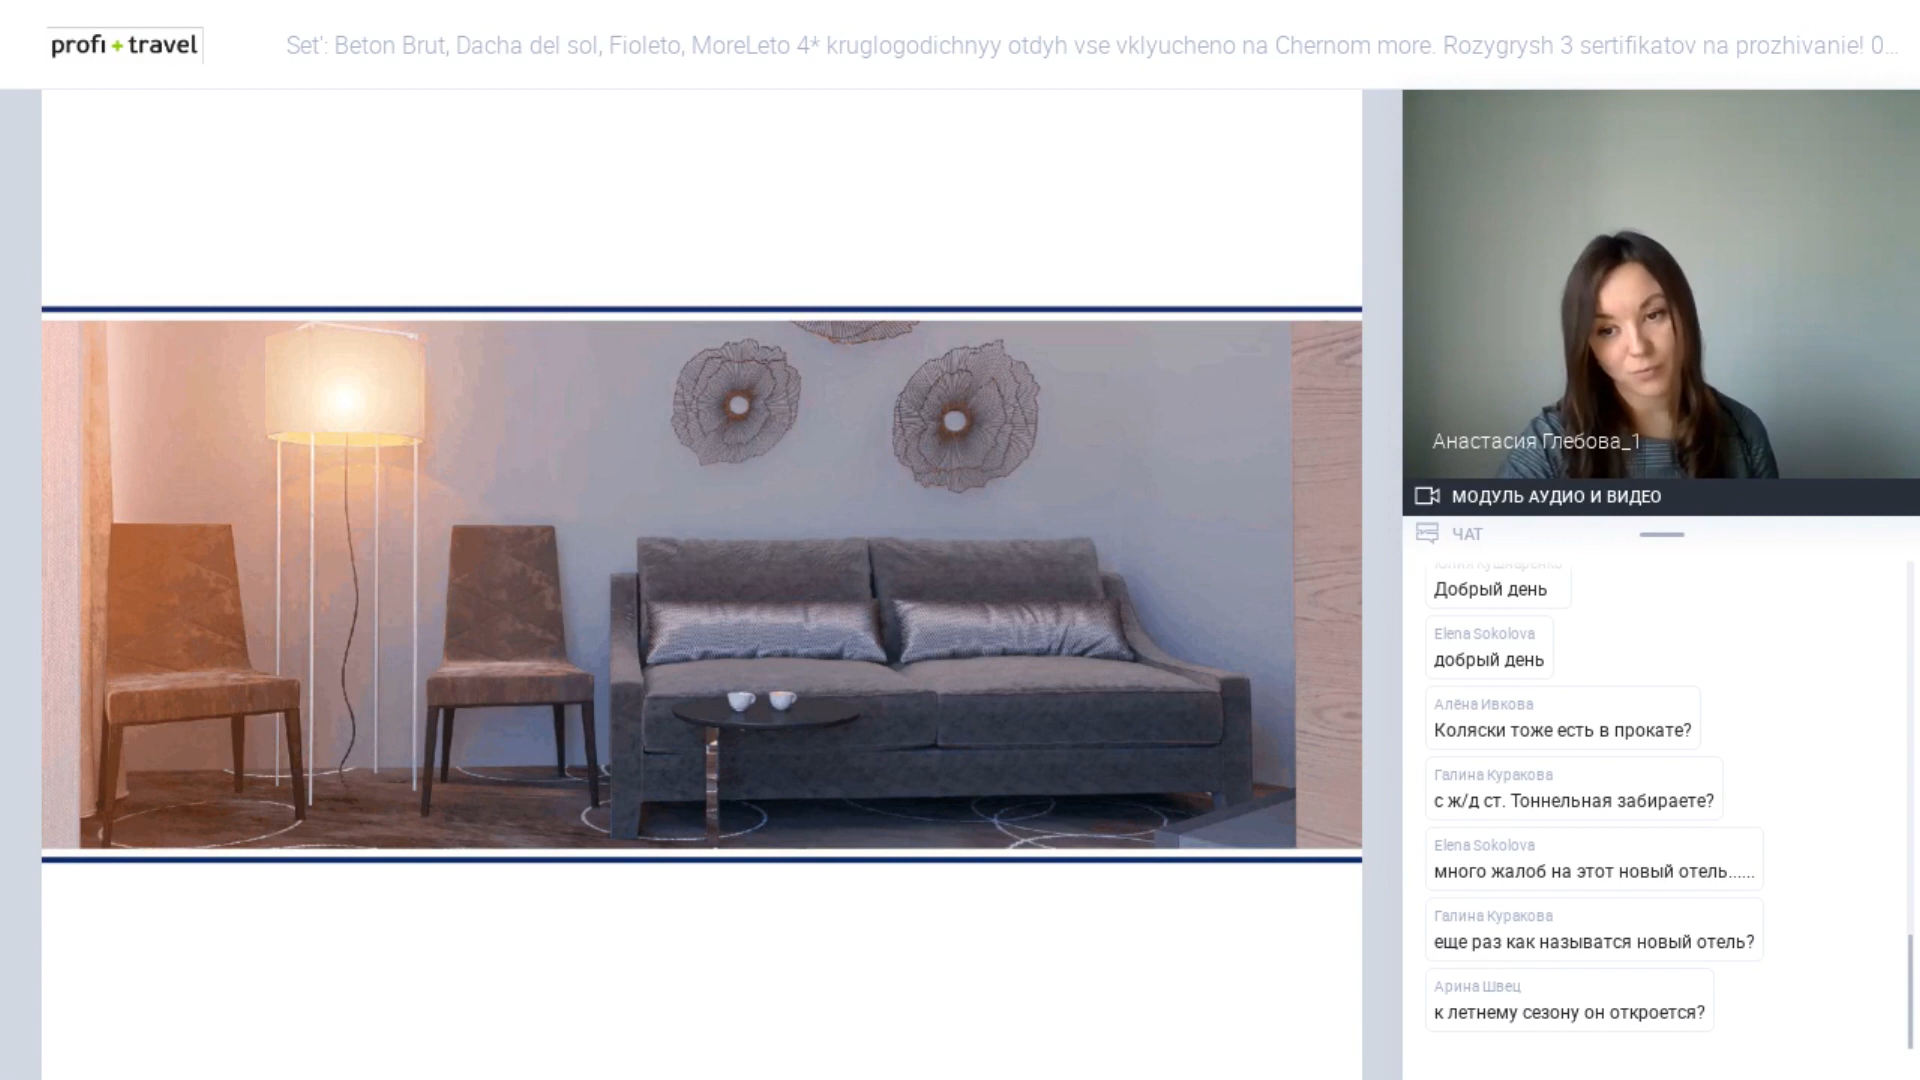 profi + travel
Set': Beton Brut, Dacha del sol, Fioleto, MoreLeto 4* kruglogodichnyy otdyh vse vklyucheno na Chernom more. Rozygrysh 3 sertifikatov na prozhivanie! 0...
Анастасия Глебова_1
МОДУЛЬ АУДИО И ВИДЕО
ЧАТ
Юлия Кушнаренко
Добрый день
Elena Sokolova
добрый день
Алёна Ивкова
Коляски тоже есть в прокате?
Галина Куракова
с ж/д ст. Тоннельная забираете?
Elena Sokolova
много жалоб на этот новый отель......
Галина Куракова
еще раз как называтся новый отель?
Арина Швец
к летнему сезону он откроется?